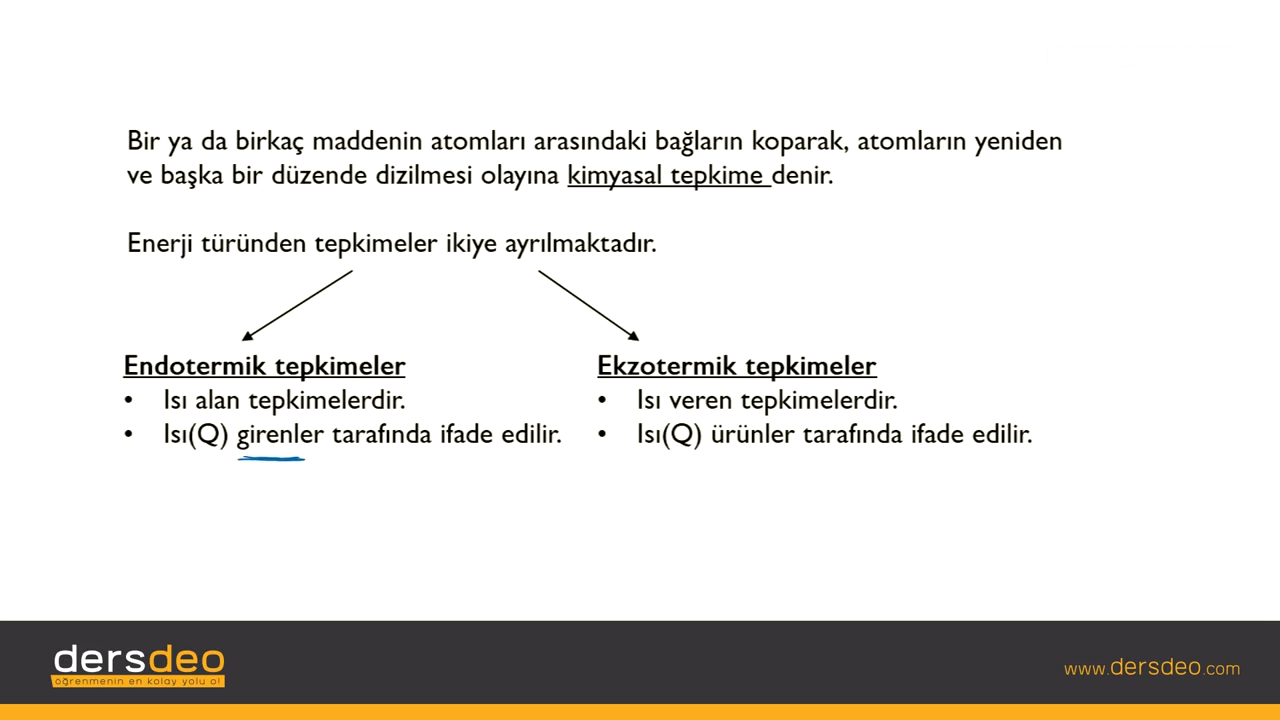 Bir ya da birkaç maddenin atomları arasındaki bağların koparak, atomların yeniden
ve başka bir düzende dizilmesi olayına kimyasal tepkime denir.
Enerji türünden tepkimeler ikiye ayrılmaktadır.
Endotermik tepkimeler
• Isı alan tepkimelerdir.
• Isı(Q) girenler tarafında ifade edilir.
Ekzotermik tepkimeler
• Isı veren tepkimelerdir.
• Isı(Q) ürünler tarafında ifade edilir.
dersdeo
öğrenmenin en kolay yolu o!
www.dersdeo.com